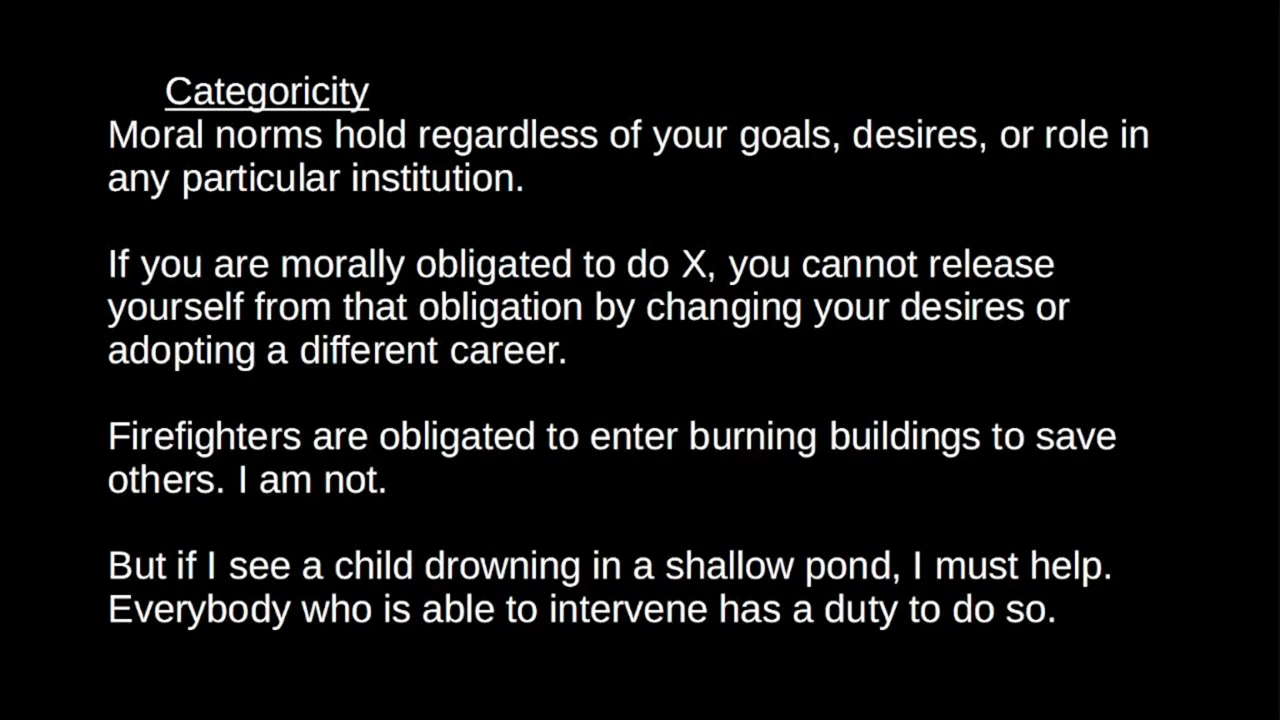 Categoricity
Moral norms hold regardless of your goals, desires, or role in
any particular institution.
If you are morally obligated to do X, you cannot release
yourself from that obligation by changing your desires or
adopting a different career.
Firefighters are obligated to enter burning buildings to save
others. I am not.
But if I see a child drowning in a shallow pond, I must help.
Everybody who is able to intervene has a duty to do so.